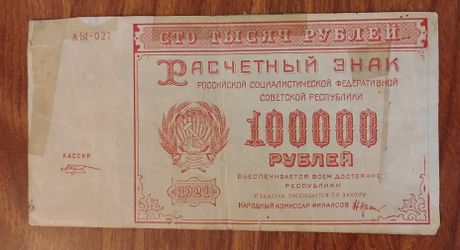 АЫ-027
СТО ТЫСЯЧ РУБЛЕЙ
РАСЧЕТНЫЙ ЗНАК
РОССИЙСКОЙ СОЦИАЛИСТИЧЕСКОЙ ФЕДЕРАТИВНОЙ
СОВЕТСКОЙ РЕСПУБЛИКИ
100000
РУБЛЕЙ
ОБЕСПЕЧИВАЕТСЯ ВСЕМ ДОСТОЯНИЕМ
РЕСПУБЛИКИ
ПОДДЕЛКА ПРЕСЛЕДУЕТСЯ ПО ЗАКОНУ
НАРОДНЫЙ КОМИССАР ФИНАНСОВ
КАССИР
1921